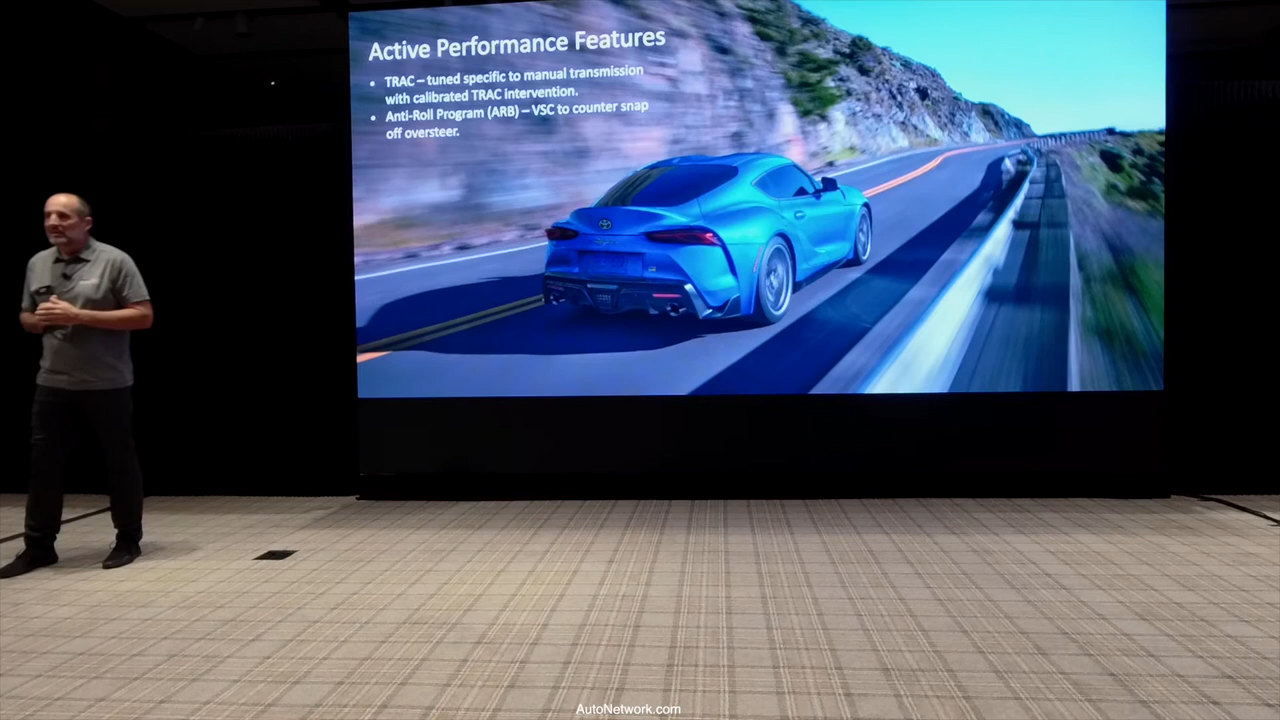 Active Performance Features
• TRAC – tuned specific to manual transmission
with calibrated TRAC intervention.
• Anti-Roll Program (ARB) – VSC to counter snap
off oversteer.
AutoNetwork.com